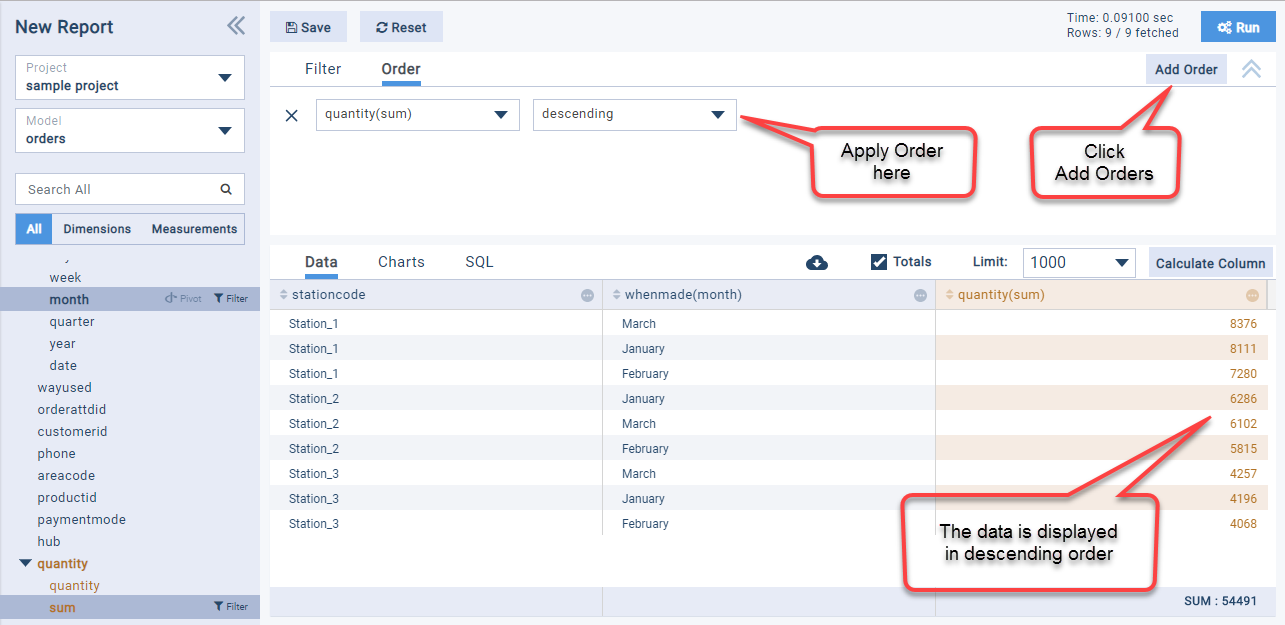 New Report
Project
sample project
Model
orders
Search All
All Dimensions Measurements
week
month Pivot Filter
quarter
year
date
wayused
orderattdid
customerid
phone
areacode
productid
paymentmode
hub
quantity
quantity
sum Filter
Save Reset
Time: 0.09100 sec
Rows: 9 / 9 fetched
Run
Filter Order
Add Order
quantity(sum) descending
Apply Order
here
Click
Add Orders
Data Charts SQL
Totals Limit: 1000 Calculate Column
stationcode whenmade(month) quantity(sum)
Station_1 March 8376
Station_1 January 8111
Station_1 February 7280
Station_2 January 6286
Station_2 March 6102
Station_2 February 5815
Station_3 March 4257
Station_3 January 4196
Station_3 February 4068
The data is displayed
in descending order
SUM : 54491